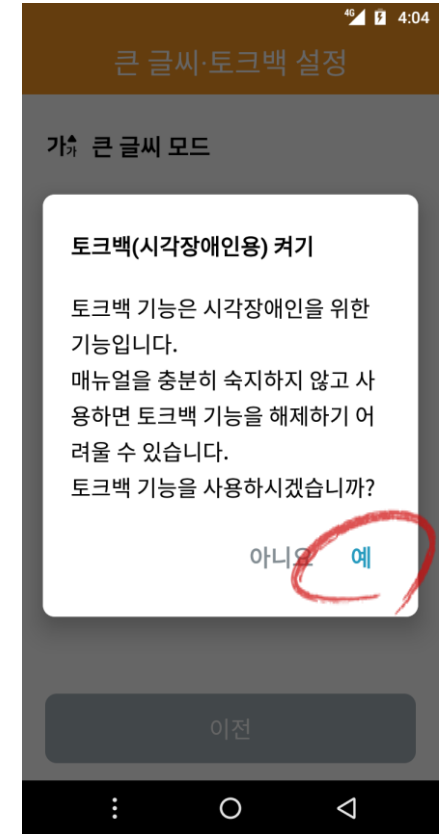 4G 4:04
큰 글씨·토크백 설정
가가 큰 글씨 모드
토크백(시각장애인용) 켜기
토크백 기능은 시각장애인을 위한
기능입니다.
매뉴얼을 충분히 숙지하지 않고 사
용하면 토크백 기능을 해제하기 어
려울 수 있습니다.
토크백 기능을 사용하시겠습니까?
아니요 예
이전